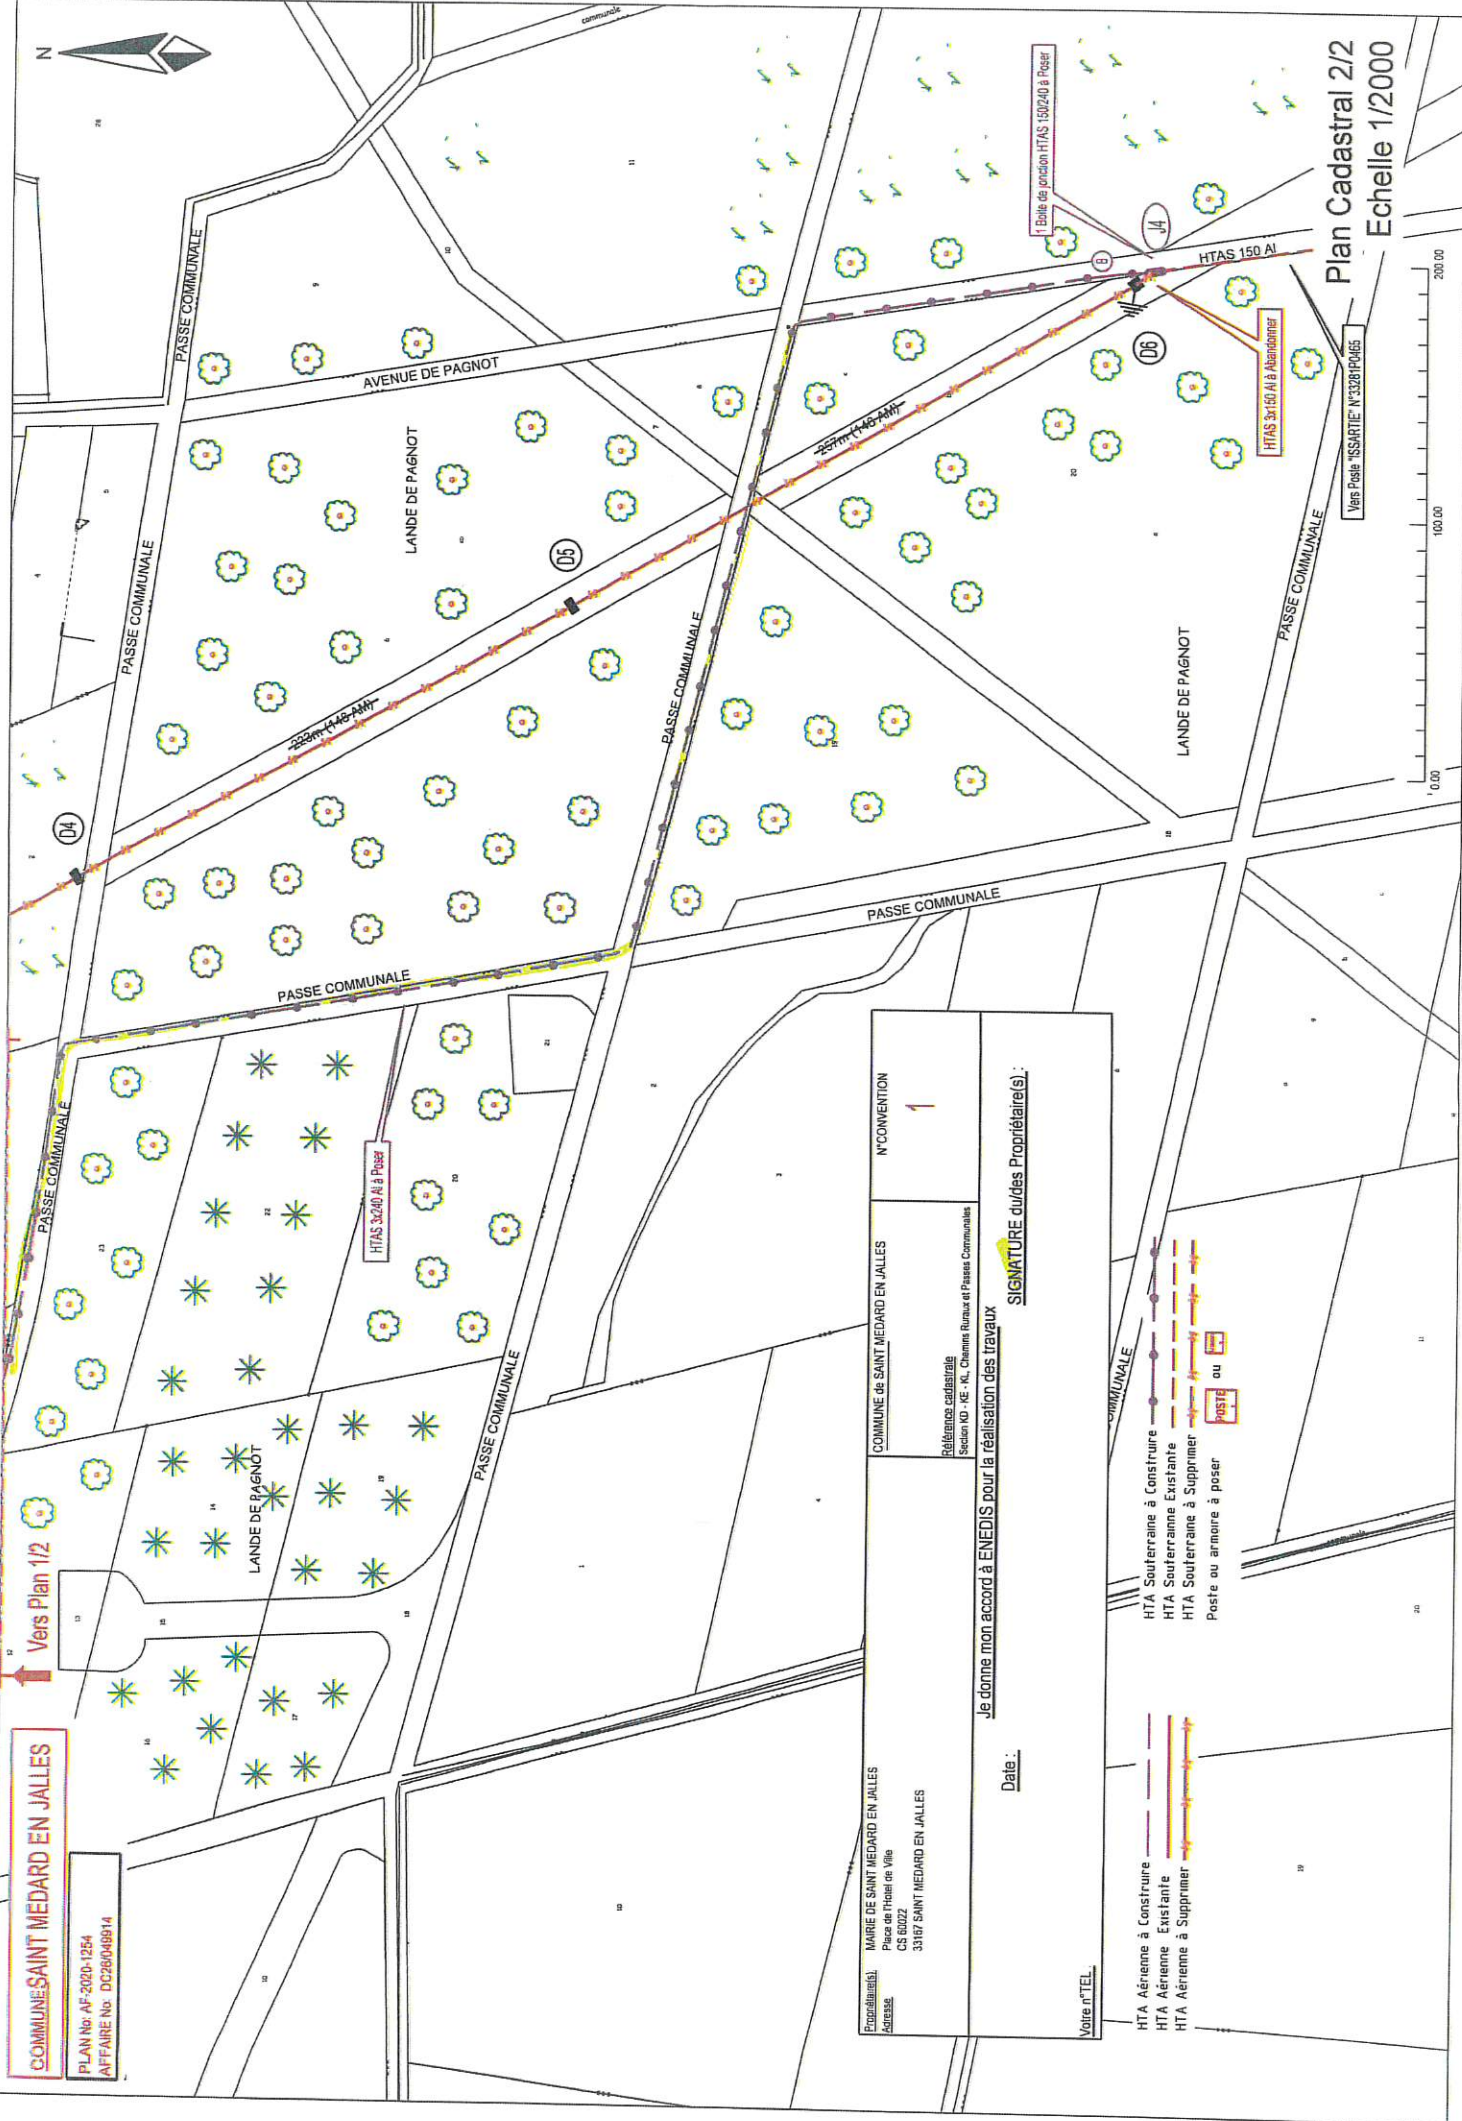 COMMUNE SAINT MEDARD EN JALLES
PLAN No: AF-2020-1254
AFFAIRE No: DC26/049914
Vers Plan 1/2
N
communale
PASSE COMMUNALE
PASSE COMMUNALE
PASSE COMMUNALE
PASSE COMMUNALE
PASSE COMMUNALE
PASSE COMMUNALE
PASSE COMMUNALE
PASSE COMMUNALE
OMMUNALE
AVENUE DE PAGNOT
LANDE DE PAGNOT
LANDE DE PAGNOT
LANDE DE PAGNOT
D4
D5
D6
223m (148 AM)
257m (148 AM)
HTAS 3x240 Al à Poser
1 Boite de jonction HTAS 150/240 à Poser
J4
B
HTAS 150 Al
HTAS 3x150 Al à Abandonner
Vers Poste "ISSARTIE" N°33281P0465
Plan Cadastral 2/2
Echelle 1/2000
0.00
100.00
200.00
Propriétaire(s)
MAIRIE DE SAINT MEDARD EN JALLES
Adresse
Place de l'Hotel de Ville
CS 60022
33167 SAINT MEDARD EN JALLES
COMMUNE de SAINT MEDARD EN JALLES
Référence cadastrale
Section KD - KE - KL, Chemins Ruraux et Passes Communales
N°CONVENTION
1
Je donne mon accord à ENEDIS pour la réalisation des travaux
Date :
SIGNATURE du/des Propriétaire(s) :
Votre n°TEL
HTA Aérienne à Construire
HTA Aérienne Existante
HTA Aérienne à Supprimer
HTA Souterraine à Construire
HTA Souterrainne Existante
HTA Souterraine à Supprimer
Poste ou armoire à poser
POSTE
ou
communale